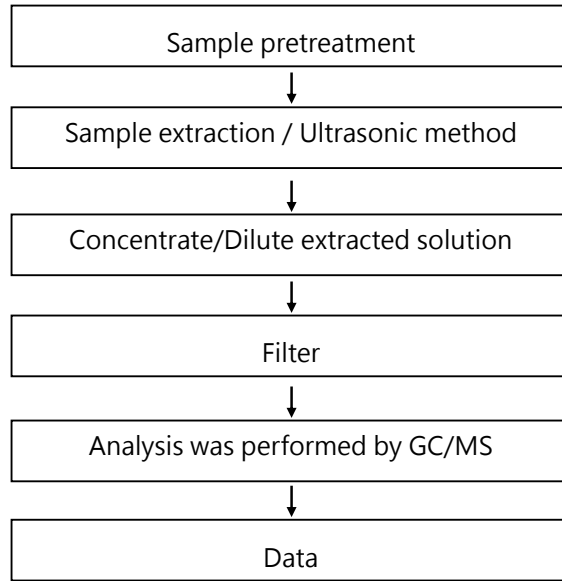 Sample pretreatment
Sample extraction / Ultrasonic method
Concentrate/Dilute extracted solution
Filter
Analysis was performed by GC/MS
Data